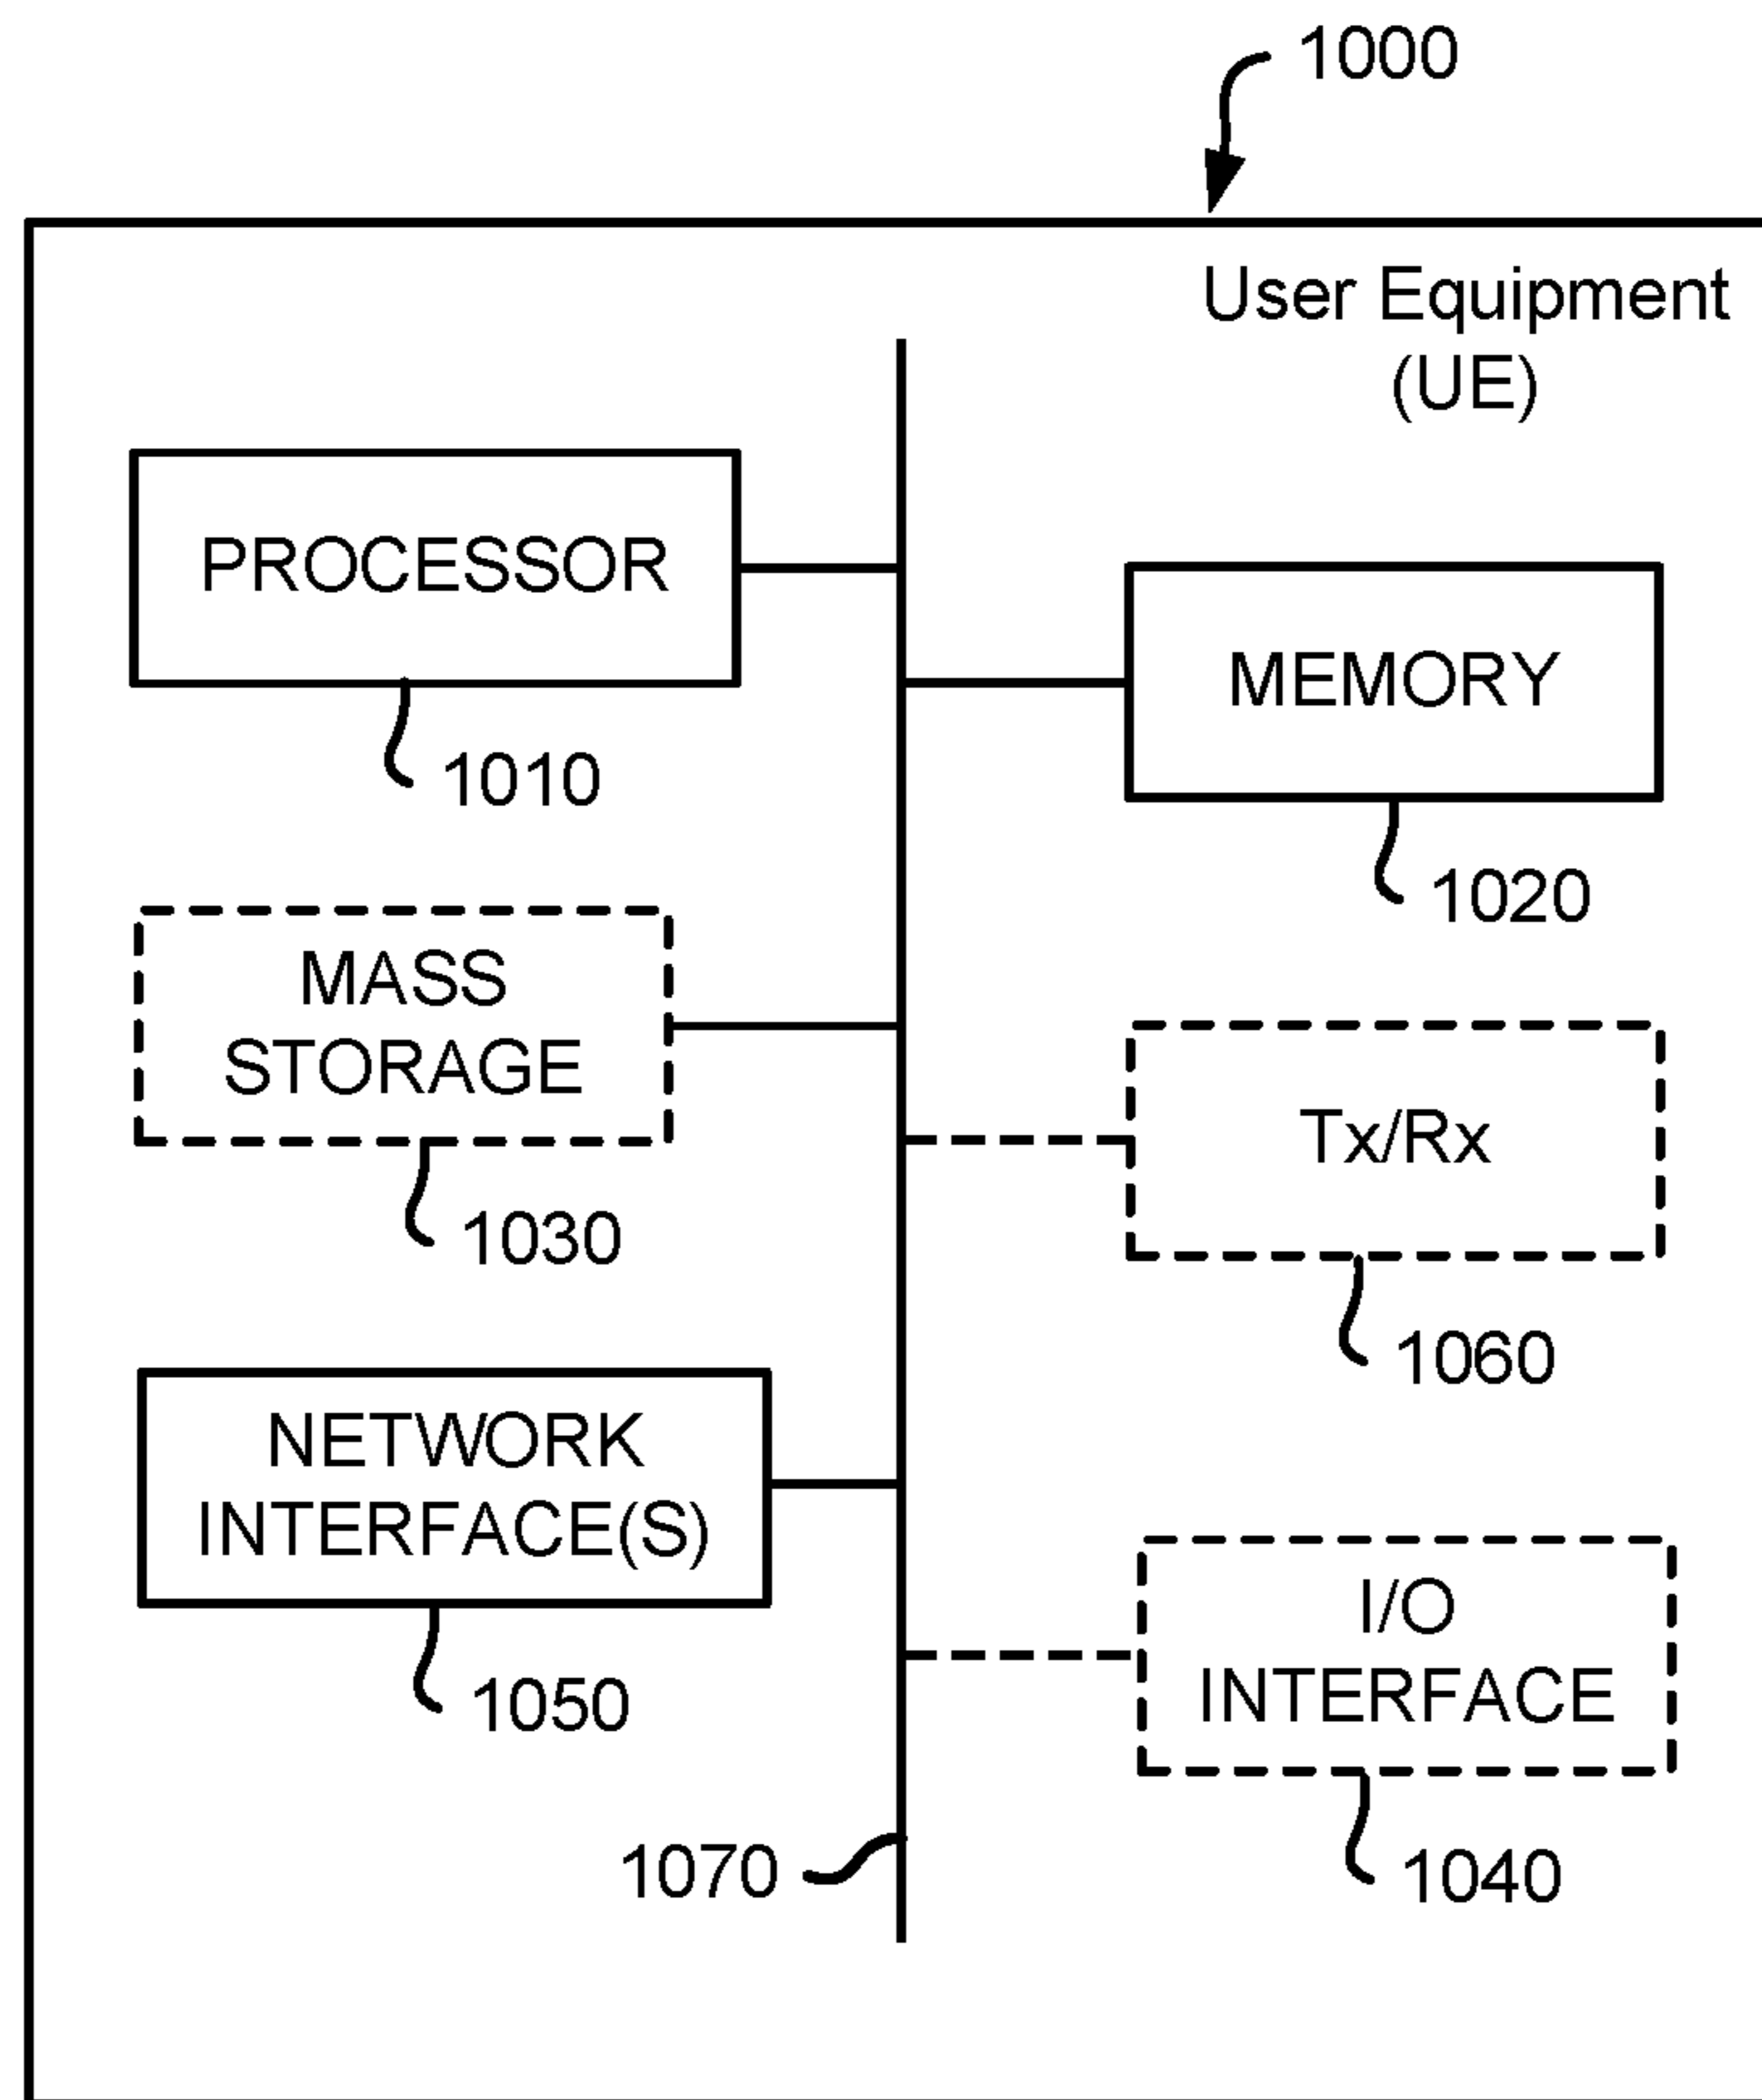 1000
User Equipment
(UE)
PROCESSOR
1010
MEMORY
1020
MASS
STORAGE
1030
Tx/Rx
1060
NETWORK
INTERFACE(S)
1050
I/O
INTERFACE
1040
1070